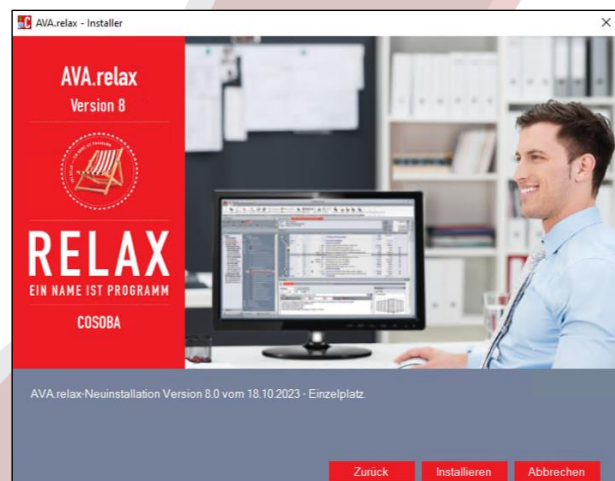 AVA.relax - Installer
AVA.relax
Version 8
RELAX
EIN NAME IST PROGRAMM
COSOBA
AVA.relax-Neuinstallation Version 8.0 vom 18.10.2023 - Einzelplatz.
Zurück
Installieren
Abbrechen